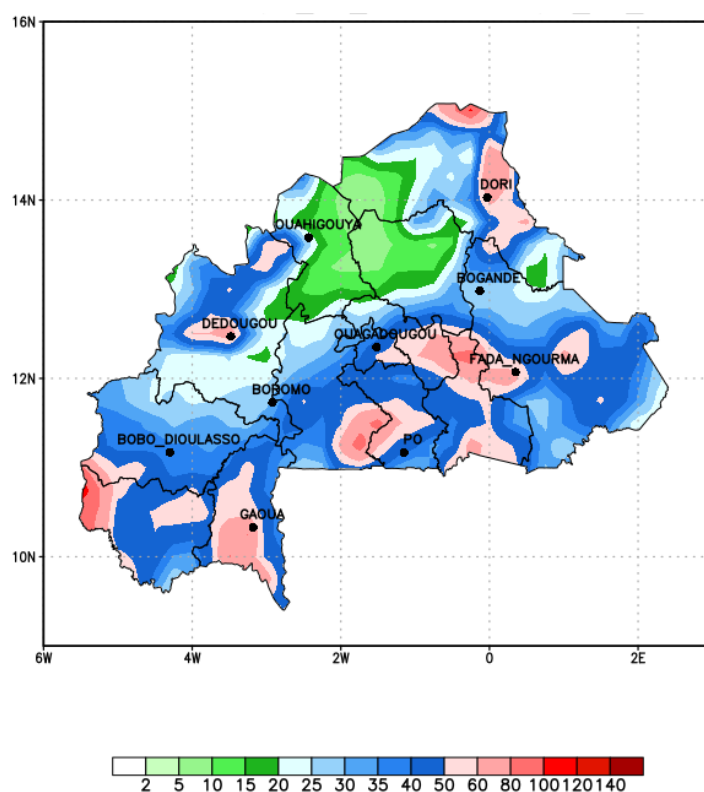 16N
14N
DORI
OUAHIGOUYA
BOGANDE
DEDOUGOU
OUAGADOUGOU
FADA_NGOURMA
12N
BOROMO
BOBO_DIOULASSO
PO
GAOUA
10N
6W 4W 2W 0 2E
2 5 10 15 20 25 30 35 40 50 60 80 100 120 140